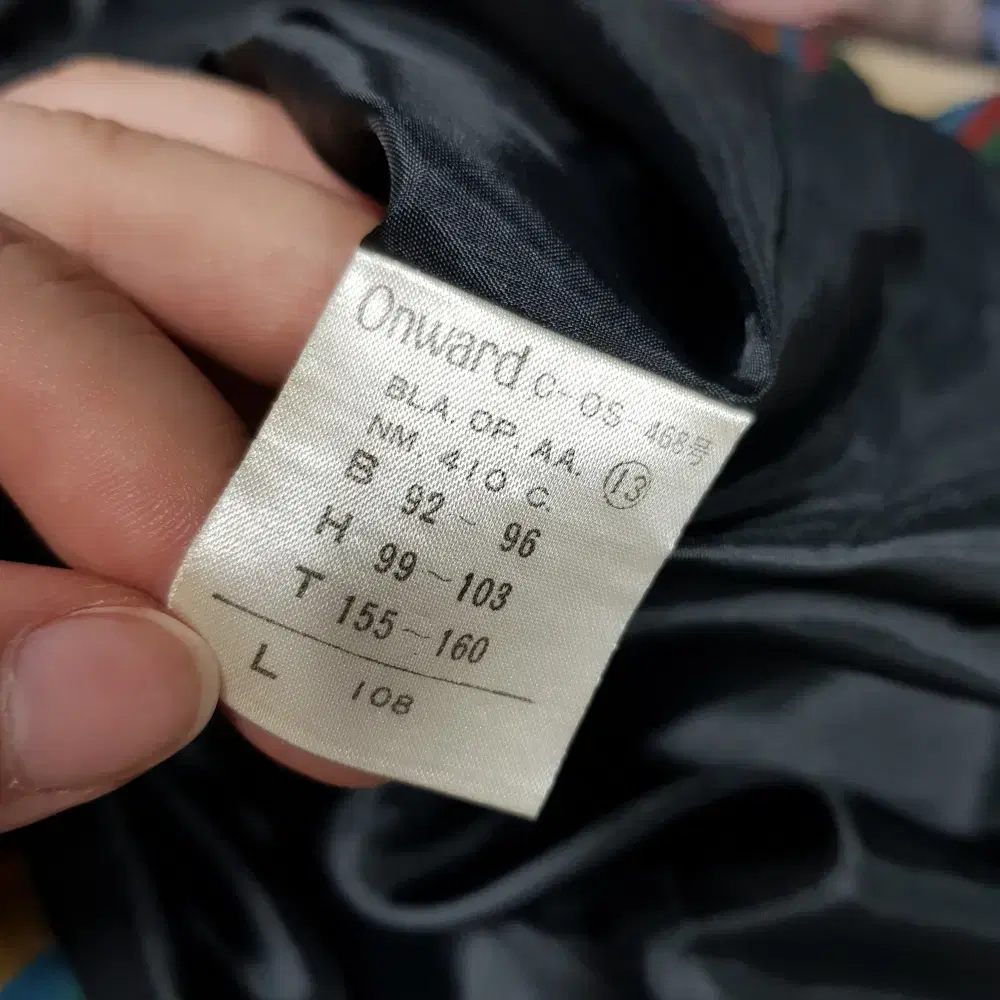 Onward C-OS 468号
BLA. OP. AA. ⑬
NM. 410 C.
B 92 ~ 96
H 99~103
T 155~160
L 108